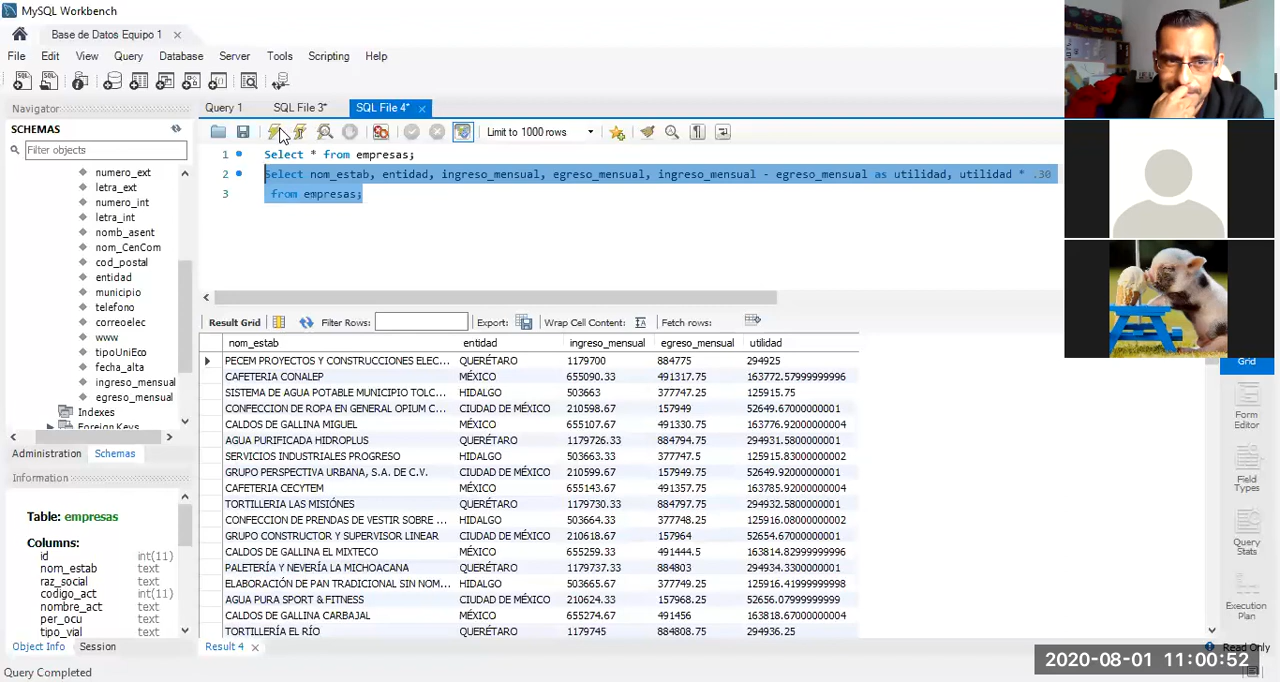 MySQL Workbench
Base de Datos Equipo 1
File Edit View Query Database Server Tools Scripting Help
Navigator
SCHEMAS
Filter objects
numero_ext
letra_ext
numero_int
letra_int
nomb_asent
nom_CenCom
cod_postal
entidad
municipio
telefono
correoelec
www
tipoUniEco
fecha_alta
ingreso_mensual
egreso_mensual
Indexes
Foreign Keys
Administration Schemas
Information
Table: empresas
Columns:
id int(11)
nom_estab text
raz_social text
codigo_act int(11)
nombre_act text
per_ocu text
tipo_vial text
Object Info Session
Query Completed
Query 1 SQL File 3* SQL File 4*
Limit to 1000 rows
1 Select * from empresas;
2 Select nom_estab, entidad, ingreso_mensual, egreso_mensual, ingreso_mensual - egreso_mensual as utilidad, utilidad * .30
3 from empresas;
Result Grid Filter Rows: Export: Wrap Cell Content: Fetch rows:
nom_estab entidad ingreso_mensual egreso_mensual utilidad
PECEM PROYECTOS Y CONSTRUCCIONES ELEC... QUERÉTARO 1179700 884775 294925
CAFETERIA CONALEP MÉXICO 655090.33 491317.75 163772.57999999996
SISTEMA DE AGUA POTABLE MUNICIPIO TOLC... HIDALGO 503663 377747.25 125915.75
CONFECCION DE ROPA EN GENERAL OPIUM C... CIUDAD DE MÉXICO 210598.67 157949 52649.67000000001
CALDOS DE GALLINA MIGUEL MÉXICO 655107.67 491330.75 163776.92000000004
AGUA PURIFICADA HIDROPLUS QUERÉTARO 1179726.33 884794.75 294931.5800000001
SERVICIOS INDUSTRIALES PROGRESO HIDALGO 503663.33 377747.5 125915.83000000002
GRUPO PERSPECTIVA URBANA, S.A. DE C.V. CIUDAD DE MÉXICO 210599.67 157949.75 52649.92000000001
CAFETERIA CECYTEM MÉXICO 655143.67 491357.75 163785.92000000004
TORTILLERIA LAS MISIÓNES QUERÉTARO 1179730.33 884797.75 294932.5800000001
CONFECCION DE PRENDAS DE VESTIR SOBRE ... HIDALGO 503664.33 377748.25 125916.08000000002
GRUPO CONSTRUCTOR Y SUPERVISOR LINEAR CIUDAD DE MÉXICO 210618.67 157964 52654.67000000001
CALDOS DE GALLINA EL MIXTECO MÉXICO 655259.33 491444.5 163814.82999999996
PALETERÍA Y NEVERÍA LA MICHOACANA QUERÉTARO 1179737.33 884803 294934.3300000001
ELABORACIÓN DE PAN TRADICIONAL SIN NOM... HIDALGO 503665.67 377749.25 125916.41999999998
AGUA PURA SPORT & FITNESS CIUDAD DE MÉXICO 210624.33 157968.25 52656.07999999999
CALDOS DE GALLINA CARBAJAL MÉXICO 655274.67 491456 163818.67000000004
TORTILLERÍA EL RÍO QUERÉTARO 1179745 884808.75 294936.25
Result 4
Grid
Form
Editor
Field
Types
Query
Stats
Execution
Plan
Read Only
2020-08-01 11:00:52